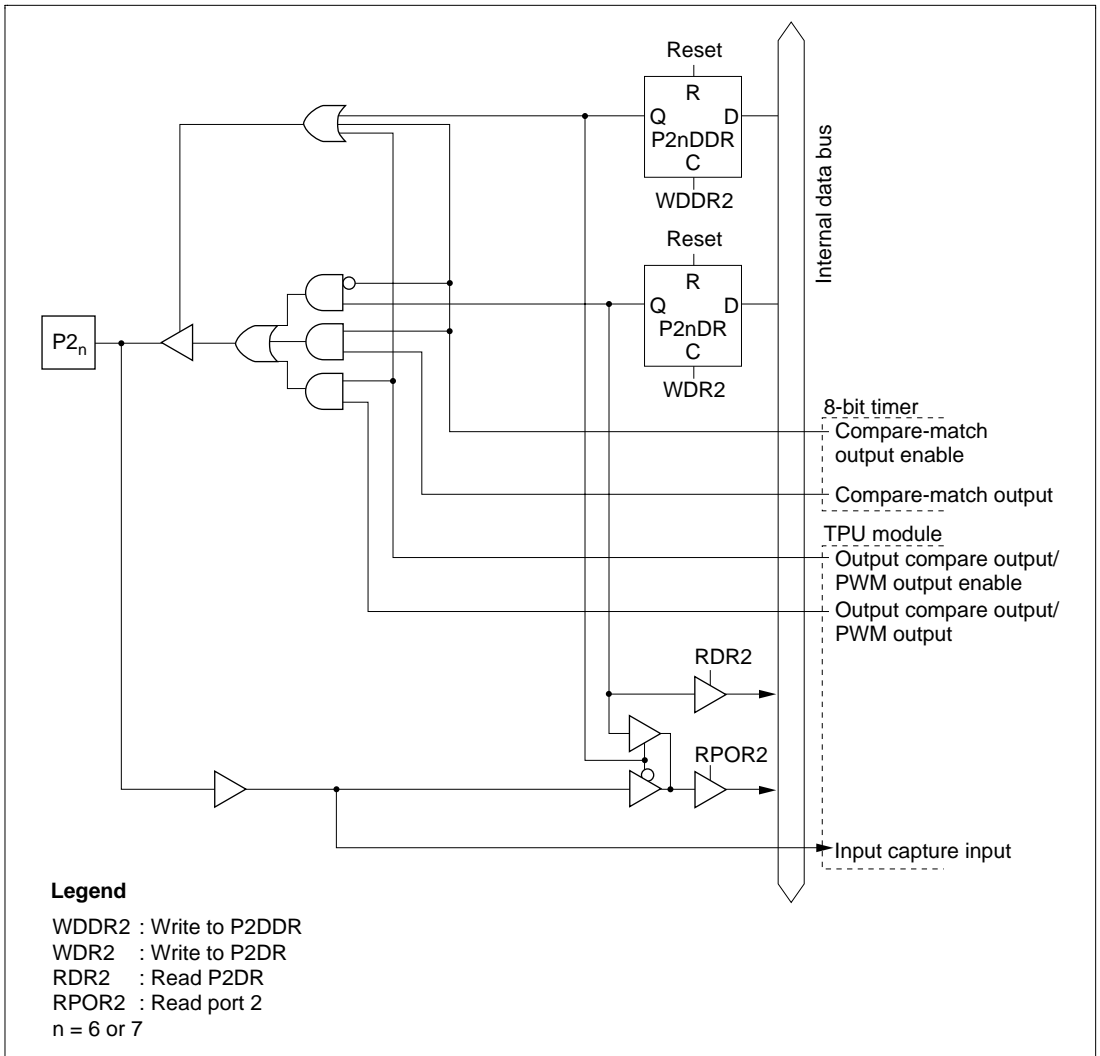 Reset
R
Q D
P2nDDR
C
WDDR2
Reset
R
Q D
P2nDR
C
WDR2
Internal data bus
P2n
8-bit timer
Compare-match
output enable
Compare-match output
TPU module
Output compare output/
PWM output enable
Output compare output/
PWM output
RDR2
RPOR2
Input capture input
Legend
WDDR2 : Write to P2DDR
WDR2 : Write to P2DR
RDR2 : Read P2DR
RPOR2 : Read port 2
n = 6 or 7